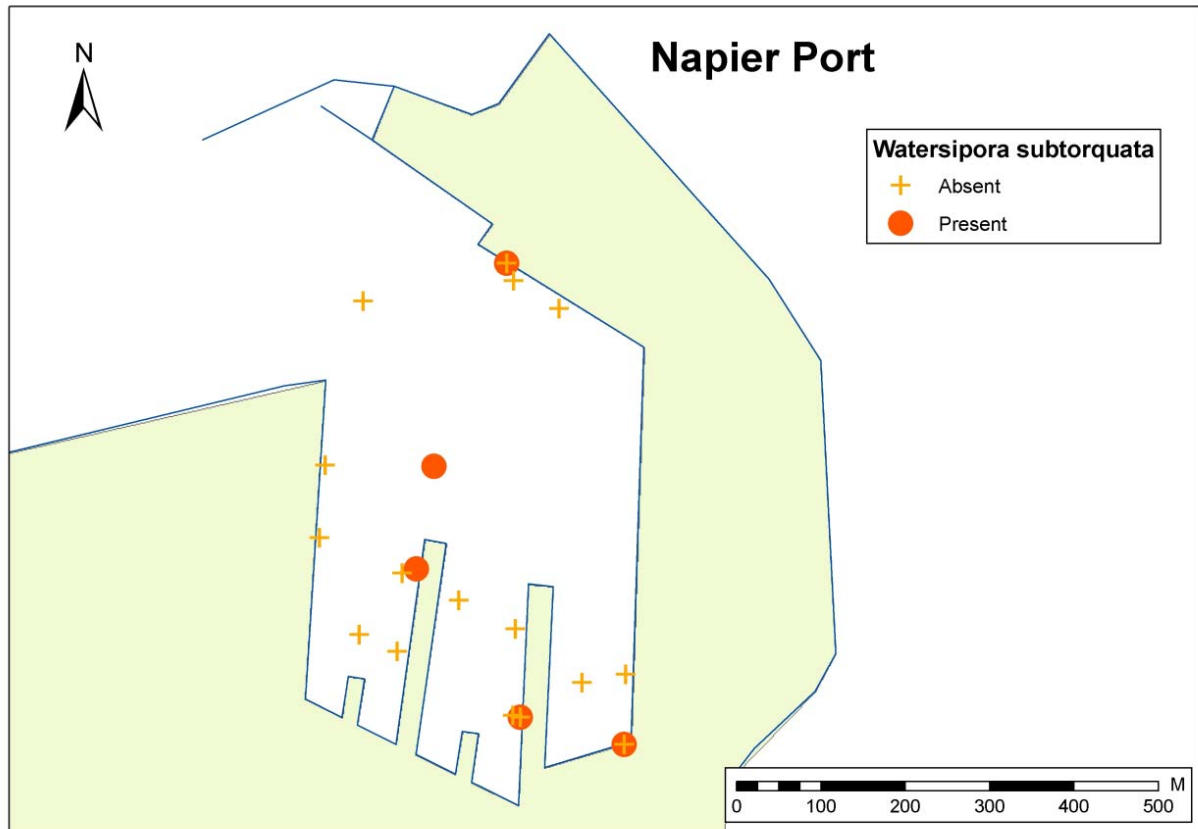 N
Napier Port
Watersipora subtorquata
Absent
Present
M
0 100 200 300 400 500